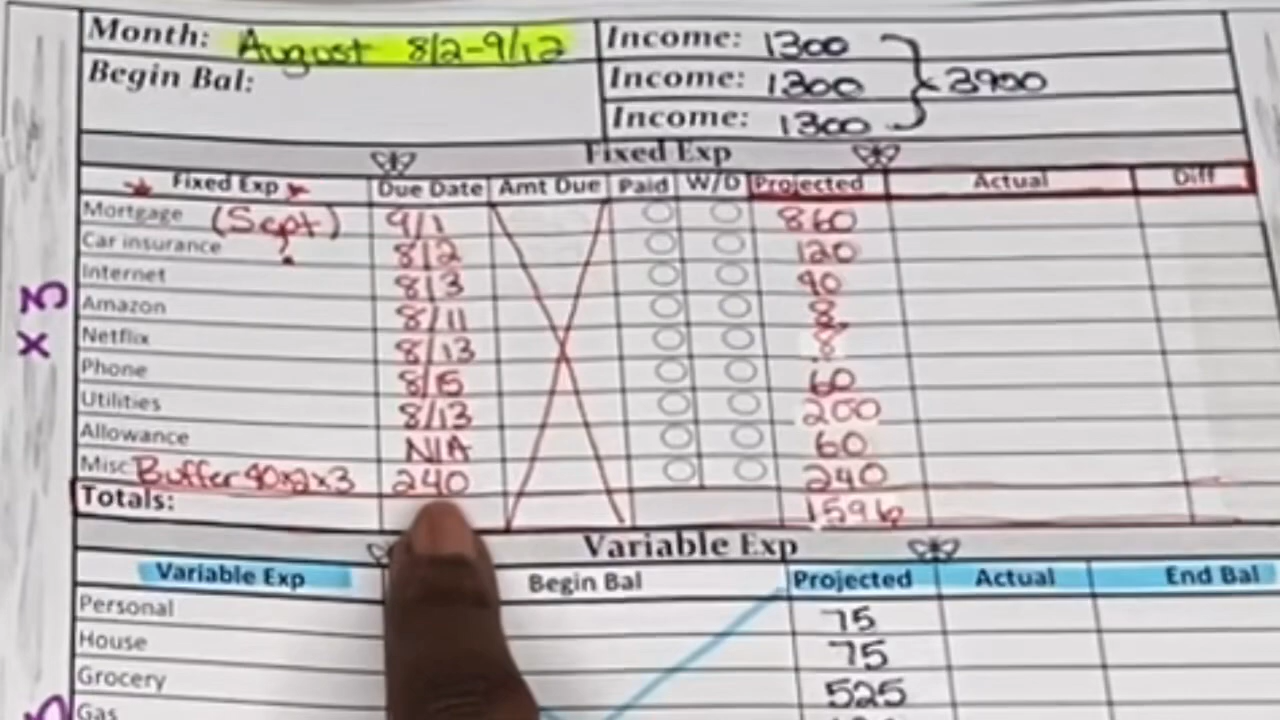 Month: August 8/2-9/12 Income: 1300
Begin Bal: Income: 1300 3900
Income: 1300
Fixed Exp
Fixed Exp Due Date Amt Due Paid W/D Projected Actual Diff
Mortgage (Sept) 9/1 860
Car insurance 8/2 120
Internet 8/3 40
Amazon 8/11 8
Netflix 8/13 8
Phone 8/15 60
Utilities 8/13 200
Allowance N/A 60
Misc Buffer 40x2x3 240 240
Totals: 1596
x 3
Variable Exp
Variable Exp Begin Bal Projected Actual End Bal
Personal 75
House 75
Grocery 525
Gas